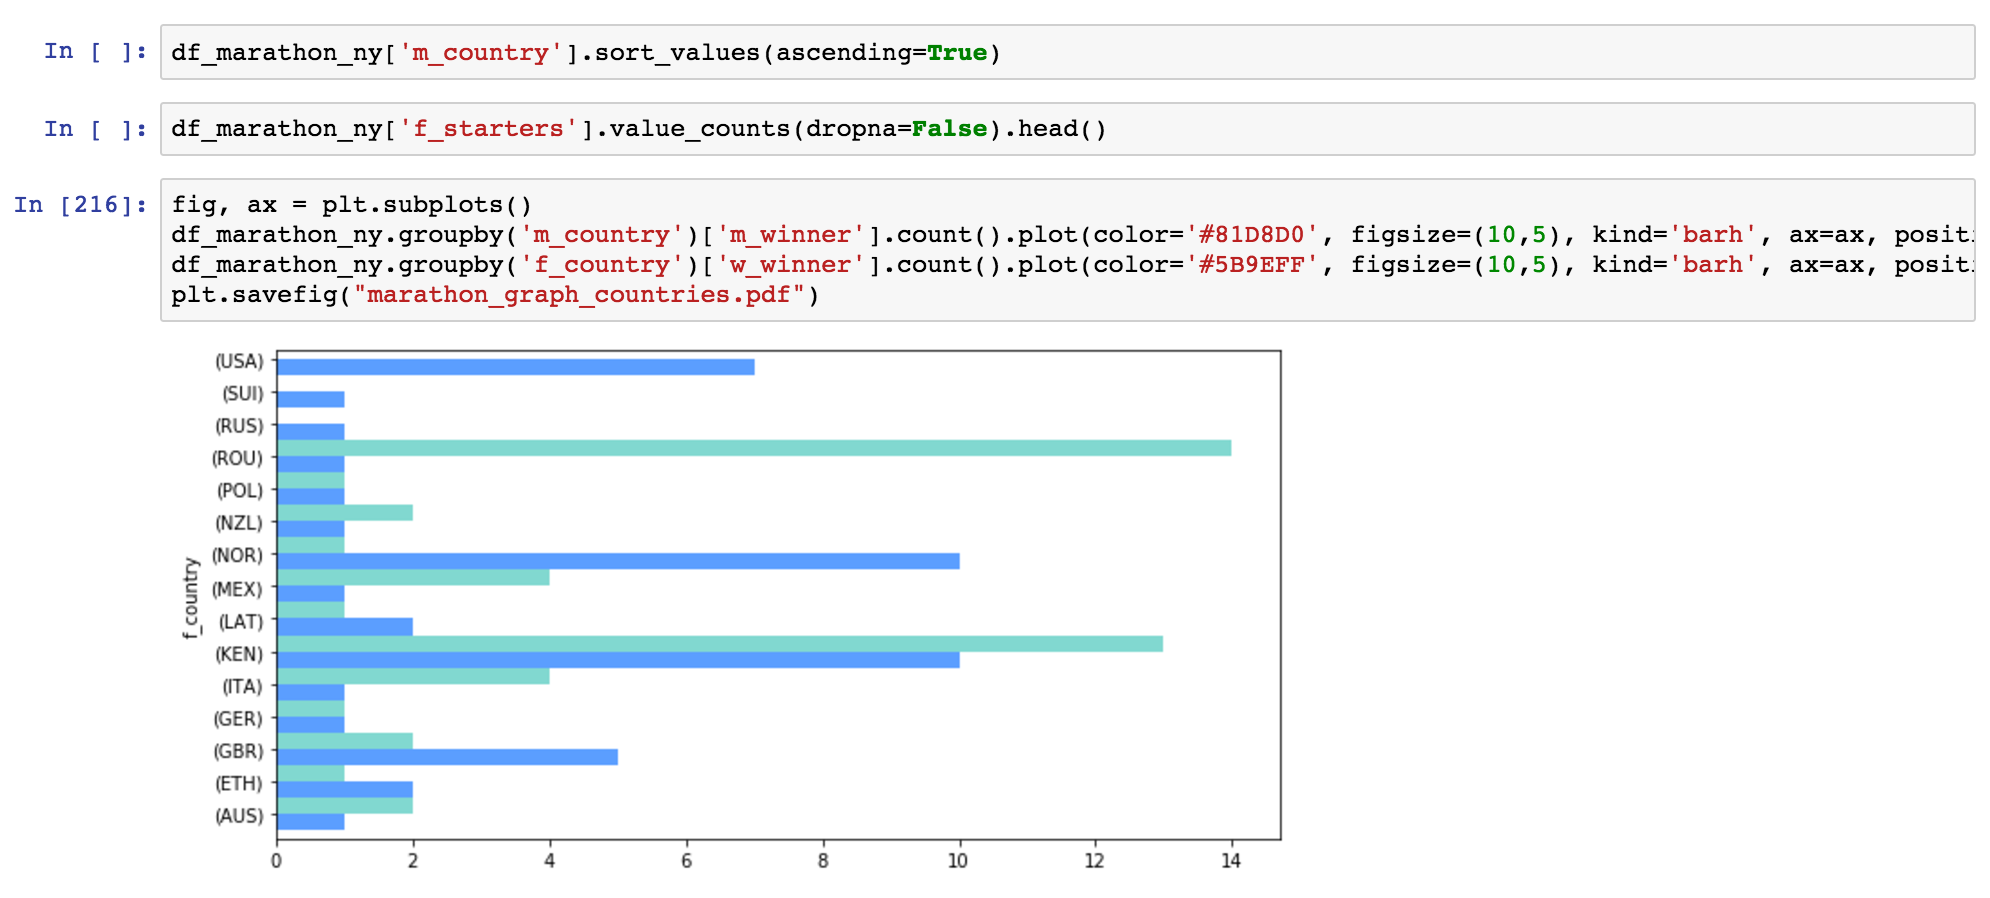 In [ ]: df_marathon_ny['m_country'].sort_values(ascending=True)
In [ ]: df_marathon_ny['f_starters'].value_counts(dropna=False).head()
In [216]: fig, ax = plt.subplots()
df_marathon_ny.groupby('m_country')['m_winner'].count().plot(color='#81D8D0', figsize=(10,5), kind='barh', ax=ax, positi
df_marathon_ny.groupby('f_country')['w_winner'].count().plot(color='#5B9EFF', figsize=(10,5), kind='barh', ax=ax, positi
plt.savefig("marathon_graph_countries.pdf")
(USA)
(SUI)
(RUS)
(ROU)
(POL)
(NZL)
(NOR)
(MEX)
(LAT)
(KEN)
(ITA)
(GER)
(GBR)
(ETH)
(AUS)
f_country
0 2 4 6 8 10 12 14